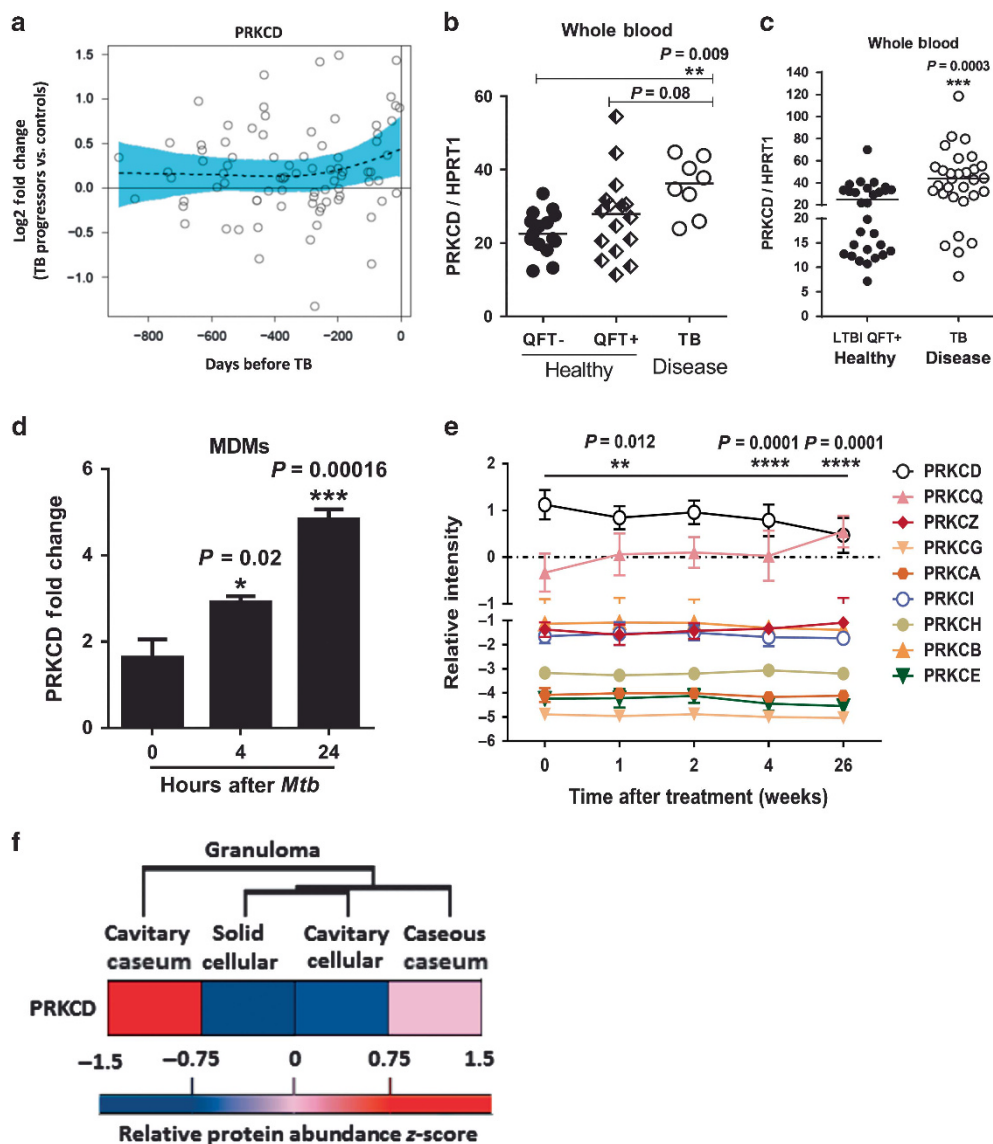 a
PRKCD
Log2 fold change
(TB progressors vs. controls)
1.5
1.0
0.5
0.0
−0.5
−1.0
−800 −600 −400 −200 0
Days before TB
b
Whole blood
P = 0.009
**
P = 0.08
PRKCD / HPRT1
60
40
20
0
QFT- QFT+ TB
Healthy Disease
c
Whole blood
P = 0.0003
***
PRKCD / HPRT1
140
120
100
80
60
40
20
20
15
10
5
0
LTBI QFT+ TB
Healthy Disease
d
MDMs
P = 0.00016
***
P = 0.02
*
PRKCD fold change
6
4
2
0
0 4 24
Hours after Mtb
e
P = 0.012 P = 0.0001 P = 0.0001
** **** ****
Relative intensity
2
1
0
−1
−1
−2
−3
−4
−5
−6
0 1 2 4 26
Time after treatment (weeks)
PRKCD
PRKCQ
PRKCZ
PRKCG
PRKCA
PRKCI
PRKCH
PRKCB
PRKCE
f
Granuloma
Cavitary Solid Cavitary Caseous
caseum cellular cellular caseum
PRKCD
−1.5 −0.75 0 0.75 1.5
Relative protein abundance z-score